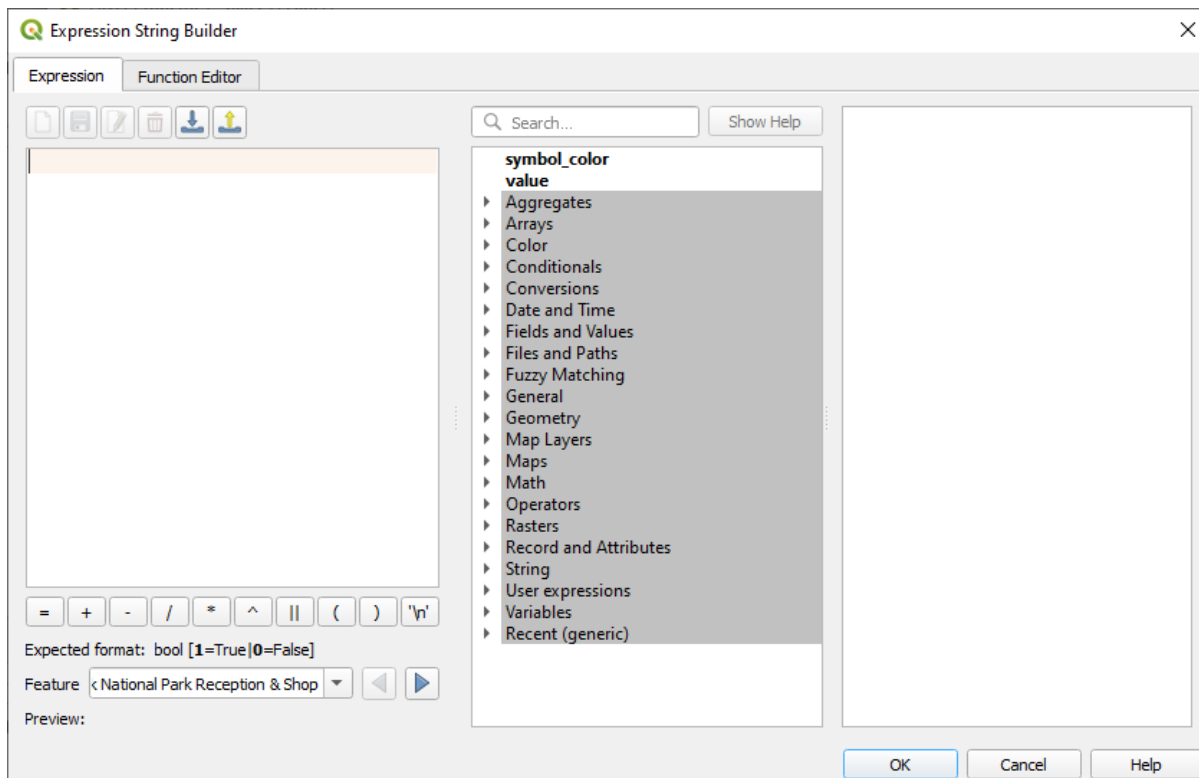 Expression String Builder
Expression Function Editor
Search... Show Help
symbol_color
value
Aggregates
Arrays
Color
Conditionals
Conversions
Date and Time
Fields and Values
Files and Paths
Fuzzy Matching
General
Geometry
Map Layers
Maps
Math
Operators
Rasters
Record and Attributes
String
User expressions
Variables
Recent (generic)
= + - / * ^ || ( ) '\n'
Expected format: bool [1=True|0=False]
Feature National Park Reception & Shop
Preview:
OK Cancel Help